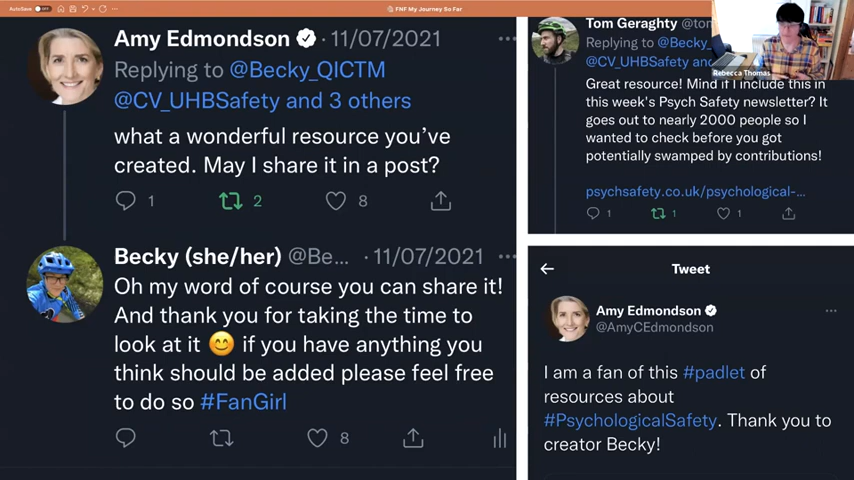 AutoSave OFF
FNF My Journey So Far
Amy Edmondson · 11/07/2021
Replying to @Becky_QICTM
@CV_UHBSafety and 3 others
what a wonderful resource you've
created. May I share it in a post?
1 2 8
Becky (she/her) @Be... · 11/07/2021
Oh my word of course you can share it!
And thank you for taking the time to
look at it 😊 if you have anything you
think should be added please feel free
to do so #FanGirl
8
Tom Geraghty @ton
Replying to @Becky_
@CV_UHBSafety and
Great resource! Mind if I include this in
this week's Psych Safety newsletter? It
goes out to nearly 2000 people so I
wanted to check before you got
potentially swamped by contributions!
psychsafety.co.uk/psychological-...
1 1 1
Rebecca Thomas
Tweet
Amy Edmondson
@AmyCEdmondson
I am a fan of this #padlet of
resources about
#PsychologicalSafety. Thank you to
creator Becky!